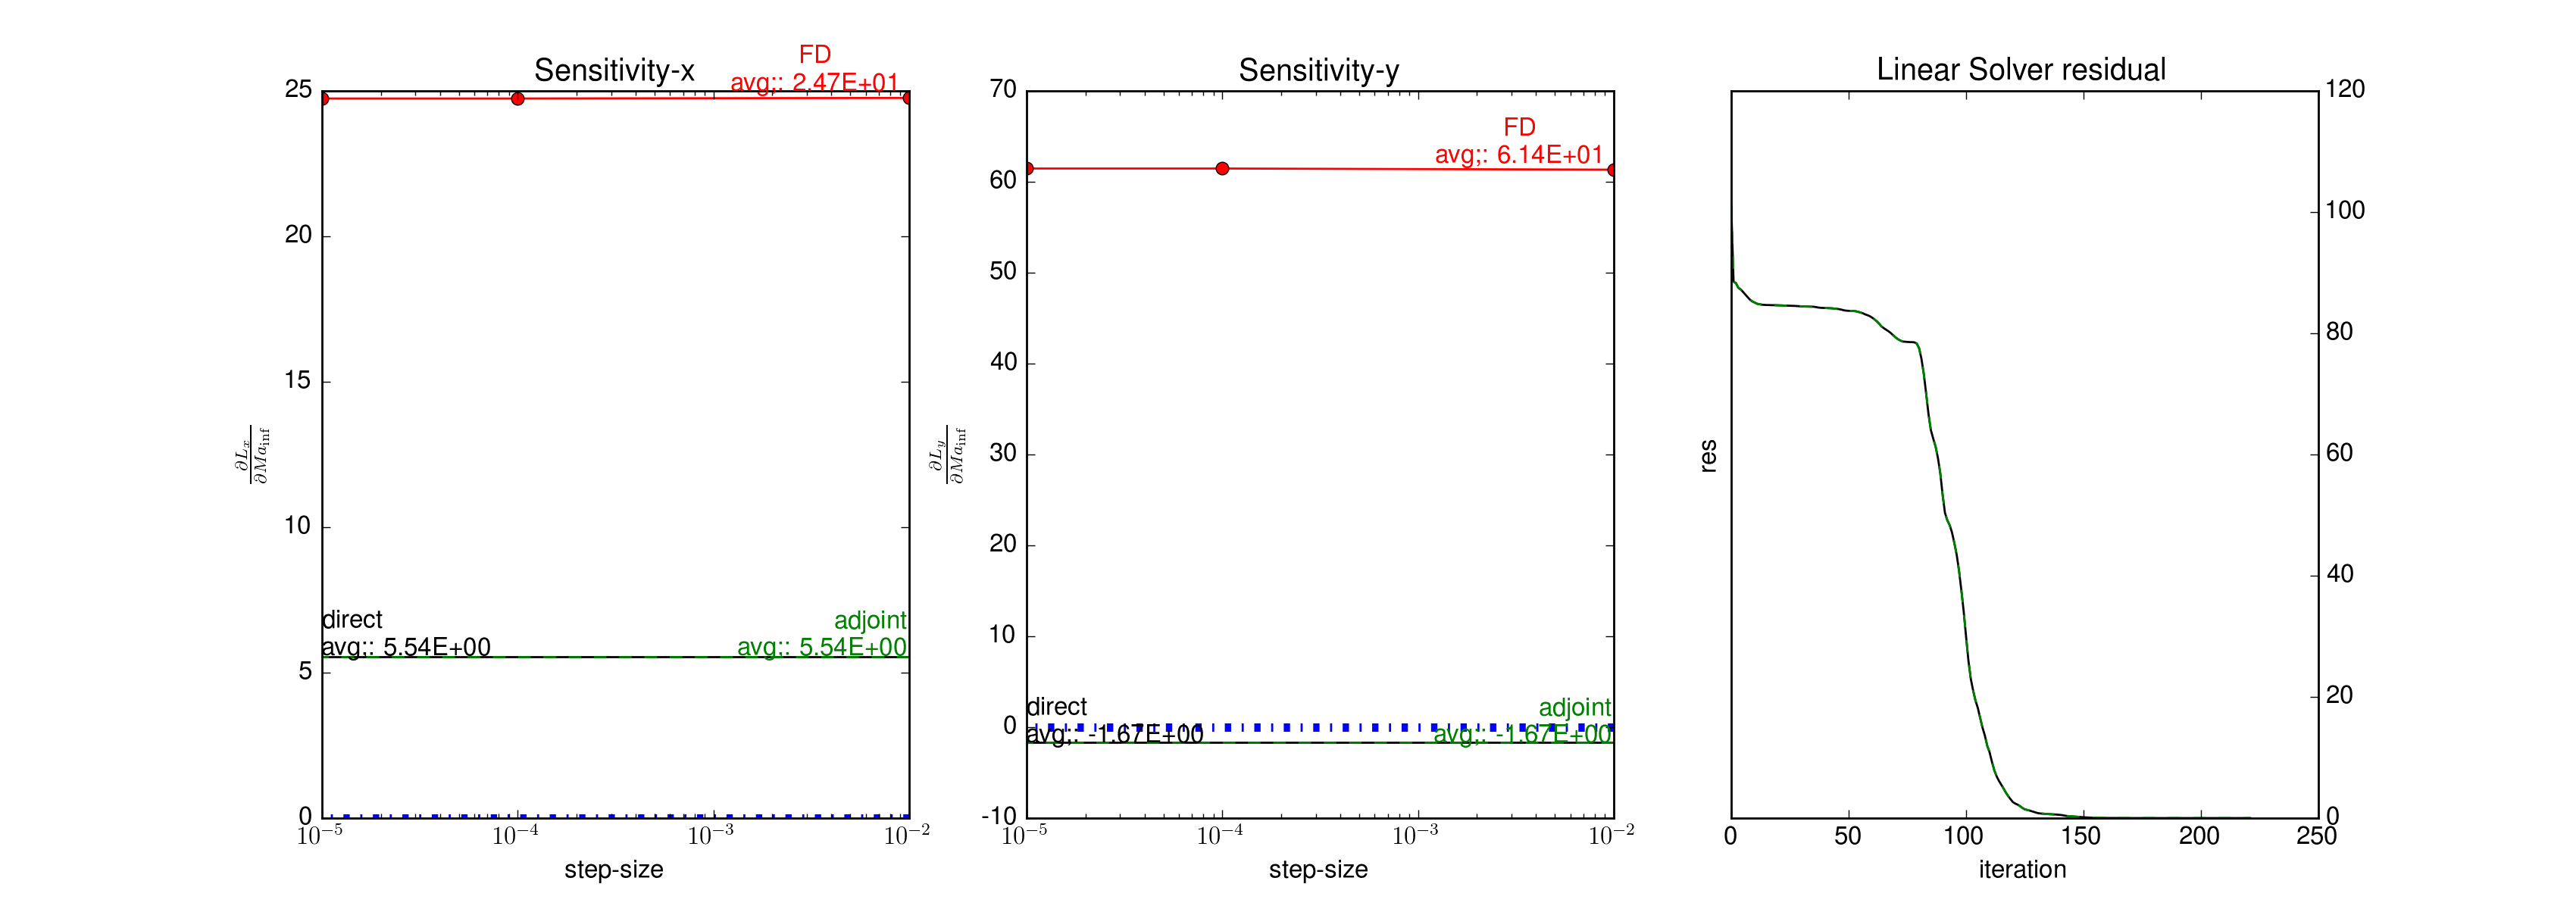 Sensitivity-x
FD
avg;: 2.47E+01
25
20
15
10
5
0
direct
avg;: 5.54E+00
adjoint
avg;: 5.54E+00
∂L_x
∂Ma_inf
10^−5
10^−4
10^−3
10^−2
step-size
Sensitivity-y
FD
avg;: 6.14E+01
70
60
50
40
30
20
10
0
-10
direct
avg;: -1.67E+00
adjoint
avg;: -1.67E+00
∂L_y
∂Ma_inf
10^−5
10^−4
10^−3
10^−2
step-size
Linear Solver residual
120
100
80
60
40
20
0
res
0
50
100
150
200
250
iteration